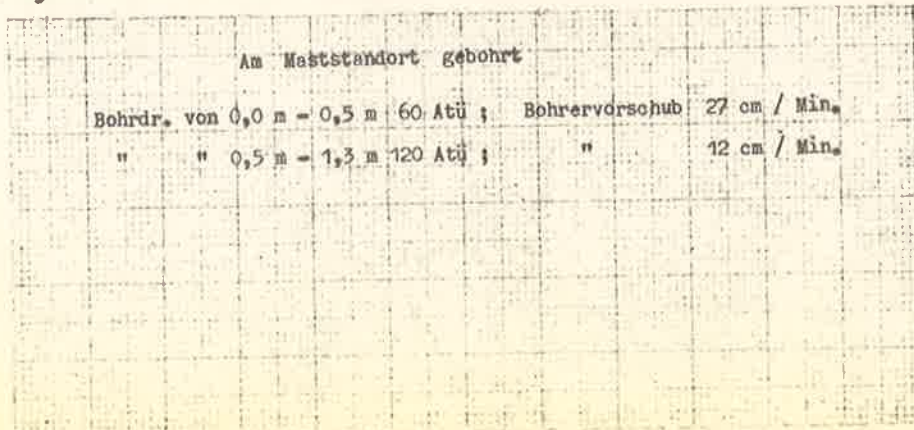 Am Maststandort gebohrt
Bohrdr. von 0,0 m - 0,5 m 60 Atü ; Bohrervorschub 27 cm / Min.
" " 0,5 m - 1,3 m 120 Atü ; " 12 cm / Min.